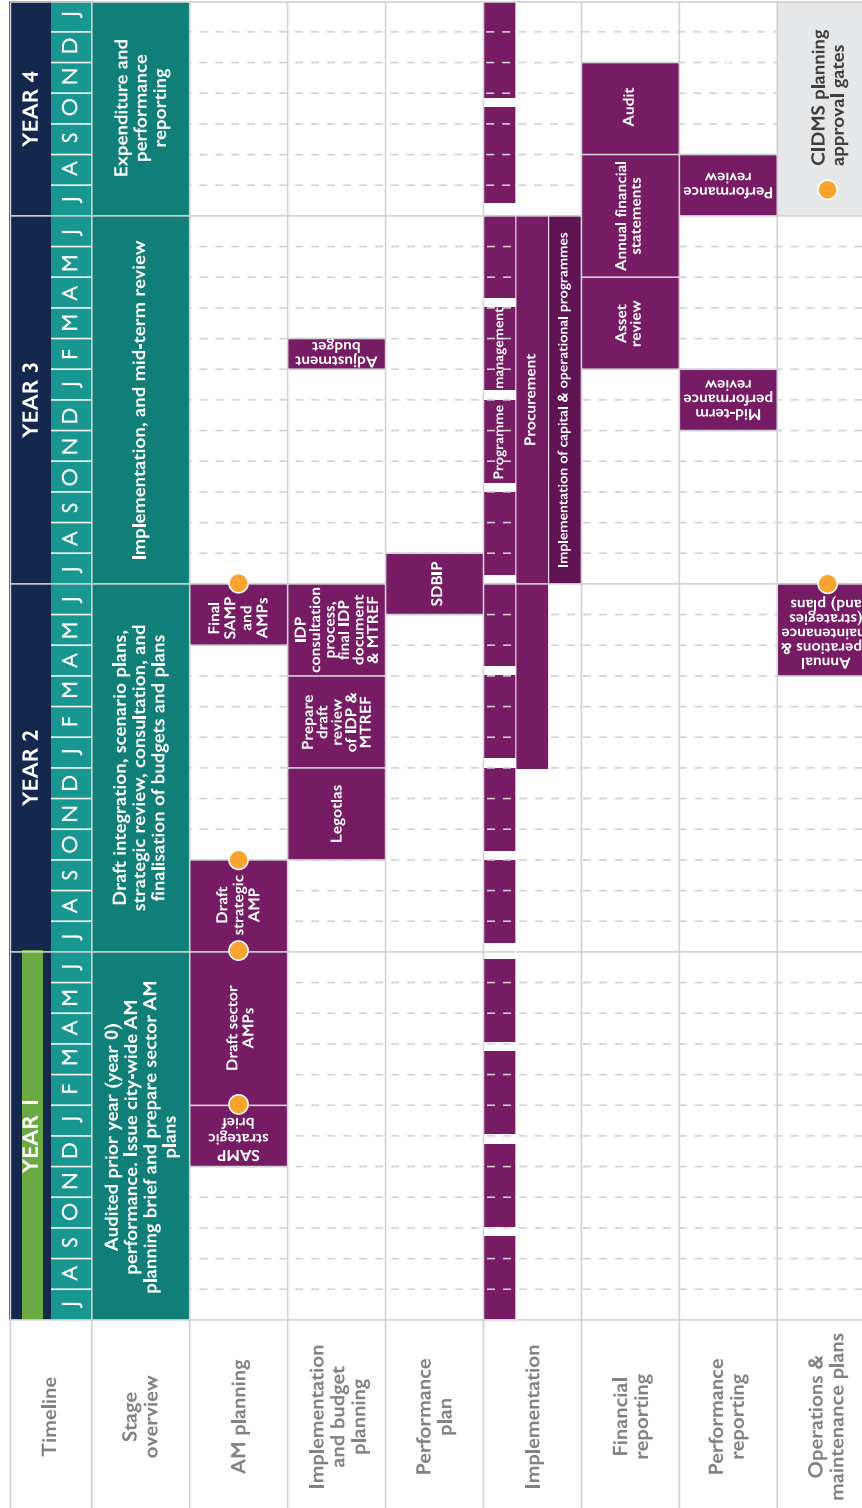 Timeline
YEAR 1
YEAR 2
YEAR 3
YEAR 4
J A S O N D J F M A M J J A S O N D J F M A M J J A S O N D J F M A M J J A S O N D J
Stage
overview
Audited prior year (year 0)
performance. Issue city-wide AM
planning brief and prepare sector AM
plans
Draft integration, scenario plans,
strategic review, consultation, and
finalisation of budgets and plans
Implementation, and mid-term review
Expenditure and
performance
reporting
AM planning
SAMP
strategic
brief
Draft sector
AMPs
Draft
strategic
AMP
Final
SAMP
and
AMPs
Implementation
and budget
planning
Legotlas
Prepare
draft
review
of IDP &
MTREF
IDP
consultation
process,
final IDP
document
& MTREF
Adjustment
budget
Performance
plan
SDBIP
Implementation
Programme management
Procurement
Implementation of capital & operational programmes
Financial
reporting
Asset
review
Annual financial
statements
Audit
Performance
reporting
Mid-term
performance
review
Performance
review
Operations &
maintenance plans
Annual
perations &
aintenance
(strategies
and) plans
CIDMS planning
approval gates